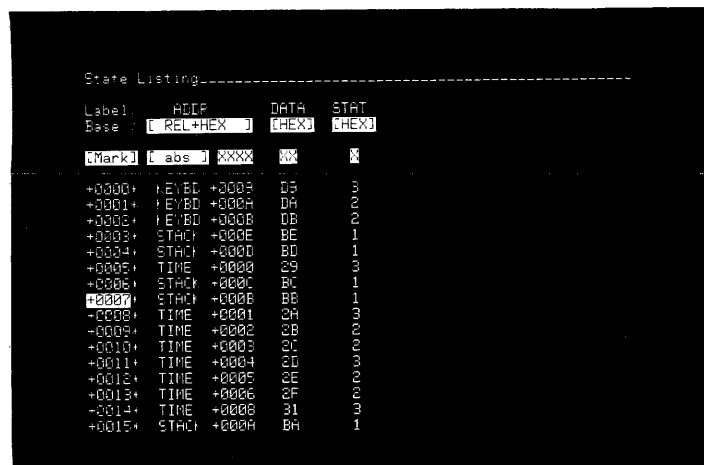 State Listing
Label: ADDR DATA STAT
Base : [ REL+HEX ] [HEX] [HEX]
[Mark] [ abs ] XXXX XX X
+0000+ KEYBD +0009 D9 3
+0001+ KEYBD +000A DA 2
+0002+ KEYBD +000B DB 2
+0003+ STACK +000E BE 1
+0004+ STACK +000D BD 1
+0005+ TIME +0000 29 3
+0006+ STACK +000C BC 1
+0007+ STACK +000B BB 1
+0008+ TIME +0001 2A 3
+0009+ TIME +0002 2B 2
+0010+ TIME +0003 2C 2
+0011+ TIME +0004 2D 3
+0012+ TIME +0005 2E 2
+0013+ TIME +0006 2F 2
+0014+ TIME +0008 31 3
+0015+ STACK +000A BA 1